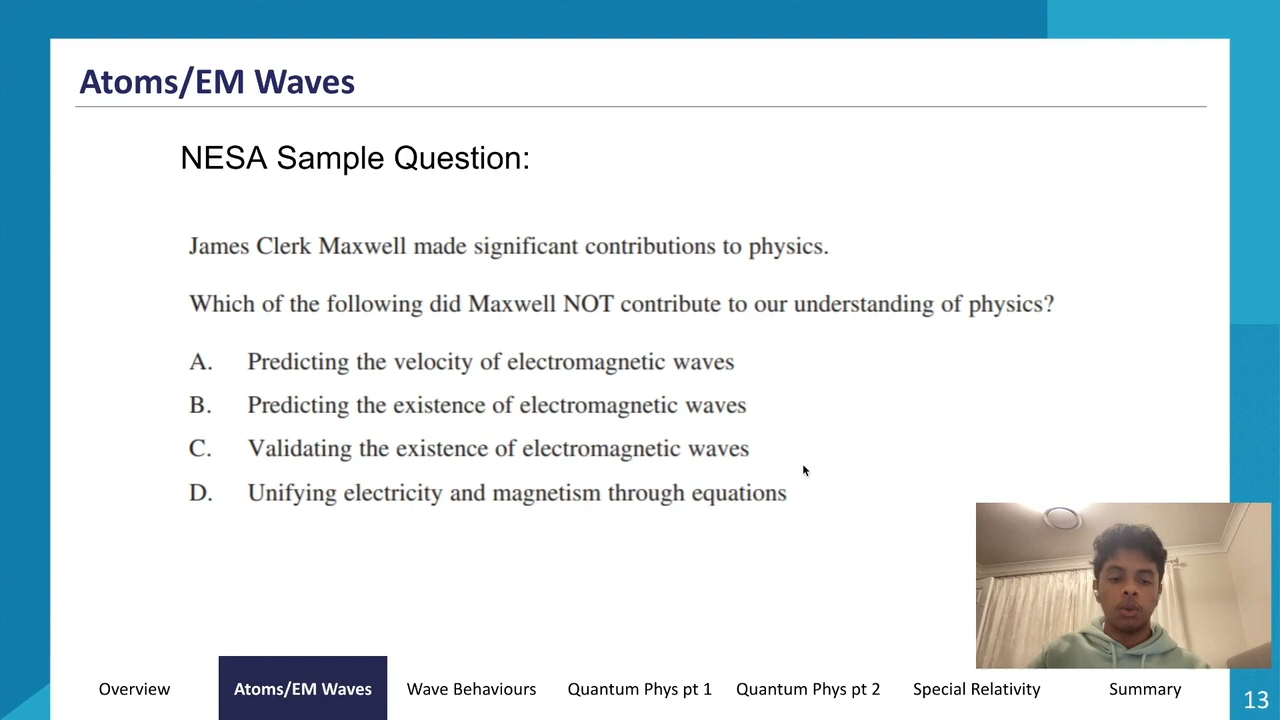 Atoms/EM Waves
NESA Sample Question:
James Clerk Maxwell made significant contributions to physics.
Which of the following did Maxwell NOT contribute to our understanding of physics?
A. Predicting the velocity of electromagnetic waves
B. Predicting the existence of electromagnetic waves
C. Validating the existence of electromagnetic waves
D. Unifying electricity and magnetism through equations
Overview Atoms/EM Waves Wave Behaviours Quantum Phys pt 1 Quantum Phys pt 2 Special Relativity Summary
13